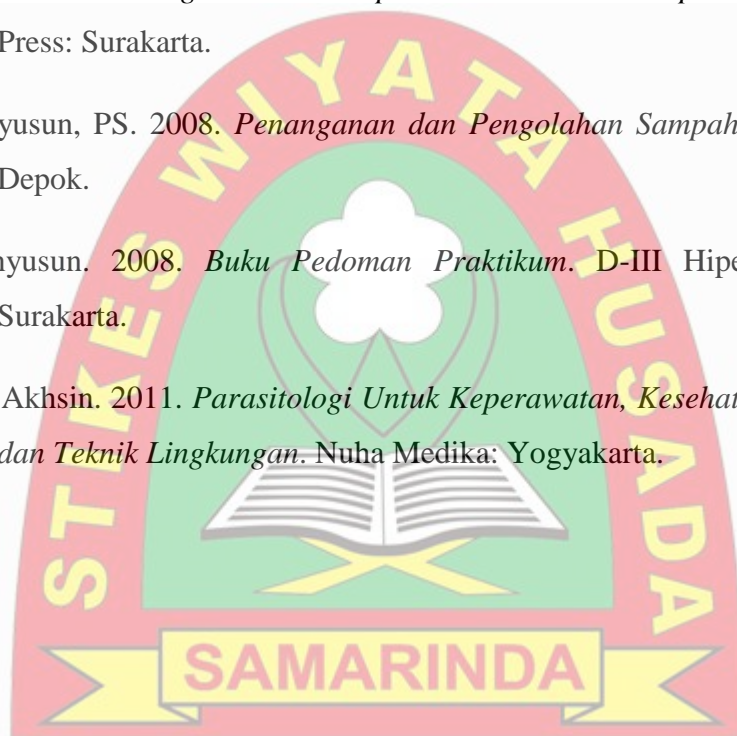 Press: Surakarta.
yusun, PS. 2008. Penanganan dan Pengolahan Sampah
Depok.
nyusun. 2008. Buku Pedoman Praktikum. D-III Hipe
Surakarta.
Akhsin. 2011. Parasitologi Untuk Keperawatan, Kesehat
dan Teknik Lingkungan. Nuha Medika: Yogyakarta.
STIKES WIYATA HUSADA
SAMARINDA